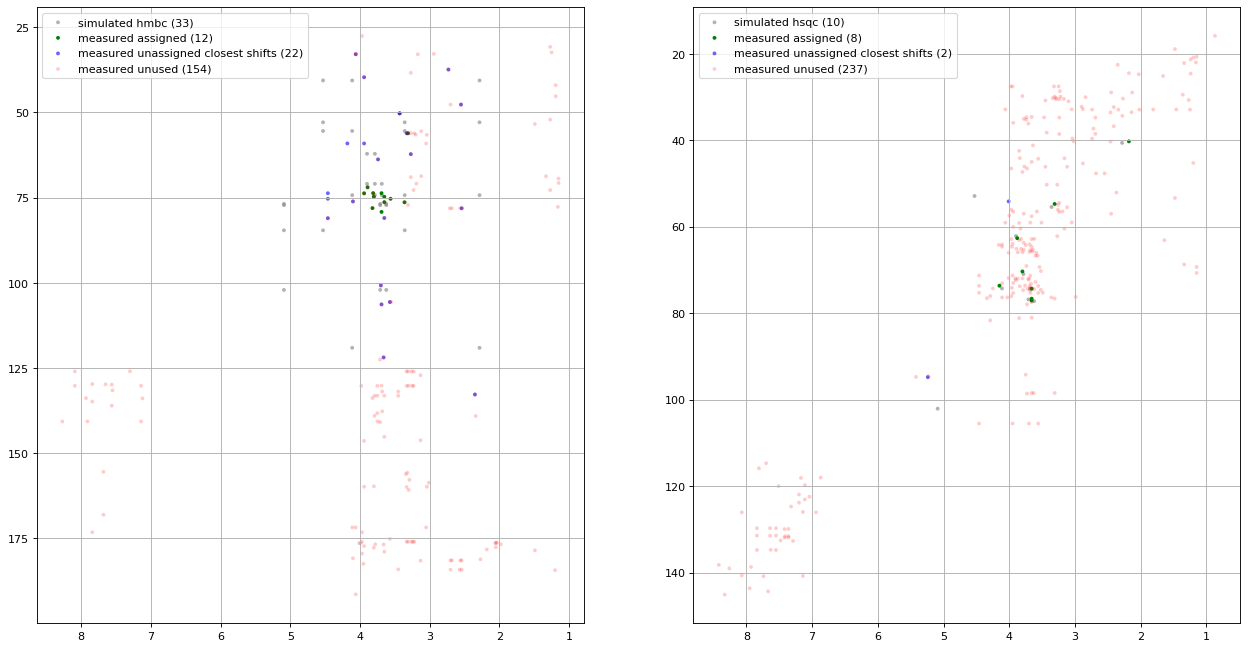 simulated hmbc (33)
measured assigned (12)
measured unassigned closest shifts (22)
measured unused (154)
25
50
75
100
125
150
175
8 7 6 5 4 3 2 1
simulated hsqc (10)
measured assigned (8)
measured unassigned closest shifts (2)
measured unused (237)
20
40
60
80
100
120
140
8 7 6 5 4 3 2 1